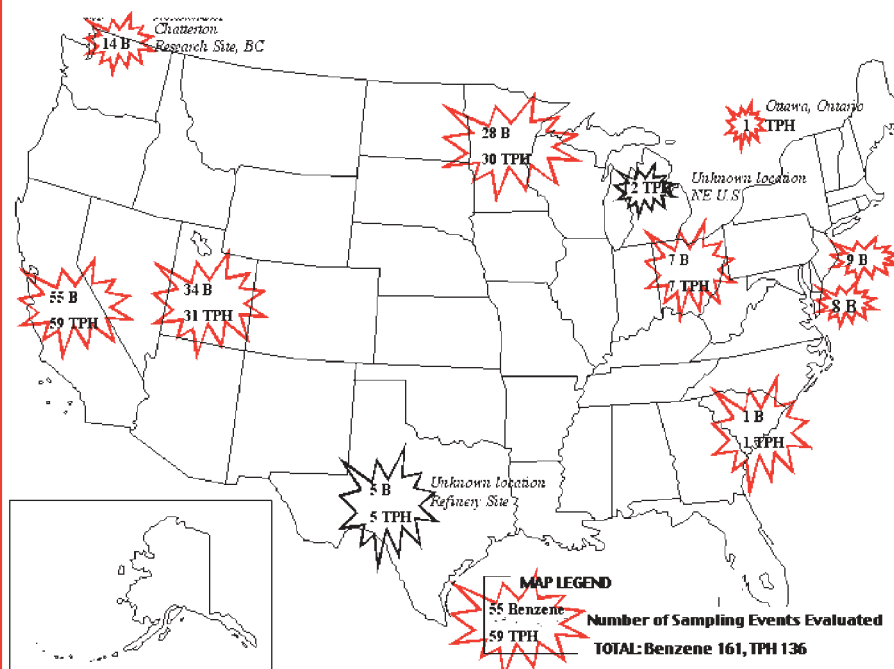 Chatterton
14 B
Research Site, BC
28 B
30 TPH
Ottawa, Ontario
1 TPH
Unknown location
2 TPH
NE U.S
7 B
7 TPH
9 B
8 B
55 B
59 TPH
34 B
31 TPH
1 B
1 TPH
Unknown location
Refinery Site
5 B
5 TPH
MAP LEGEND
55 Benzene
59 TPH
Number of Sampling Events Evaluated
TOTAL: Benzene 161, TPH 136